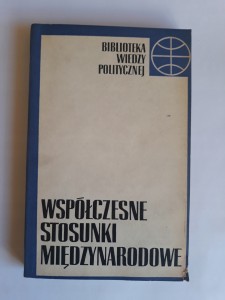 BIBLIOTEKA
WIEDZY
POLITYCZNEJ
WSPÓŁCZESNE
STOSUNKI
MIĘDZYNARODOWE